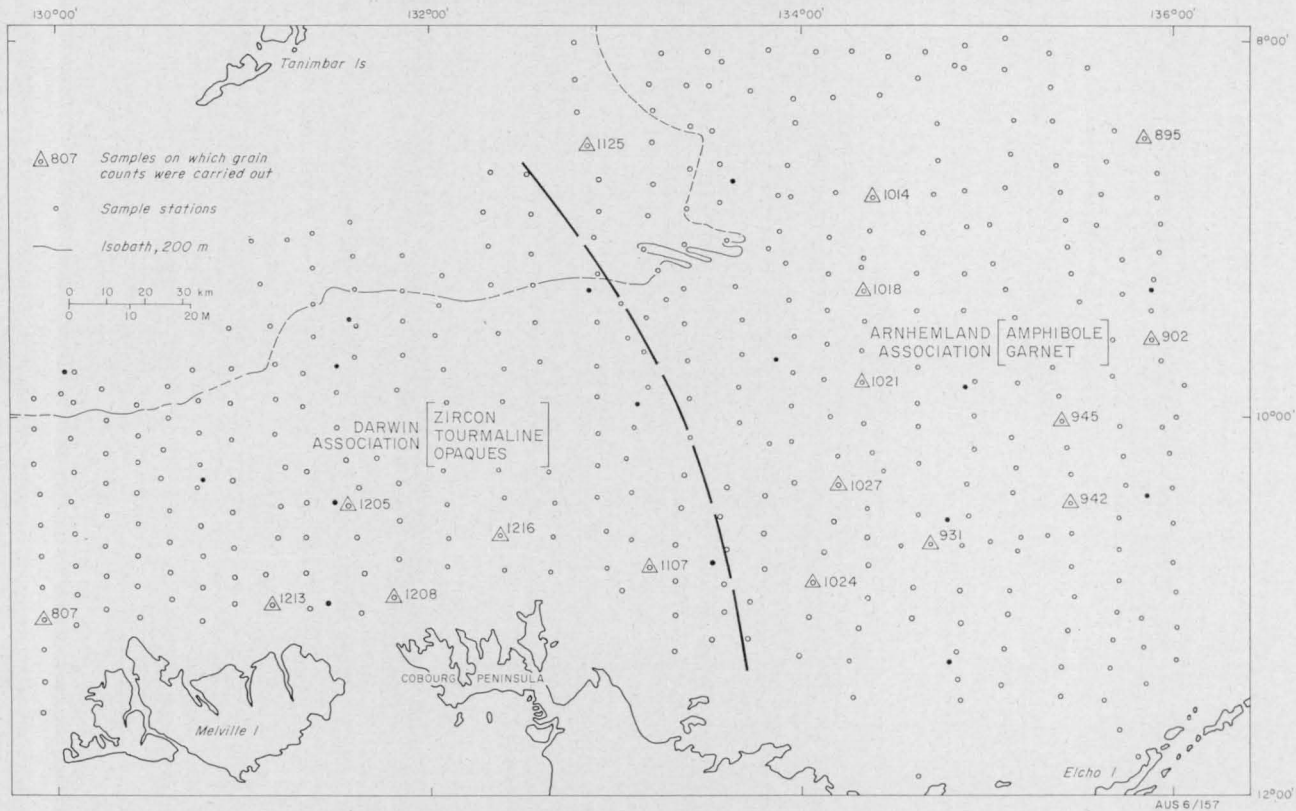 130°00' 132°00' 134°00' 136°00'
8°00'
Tanimbar Is
807 Samples on which grain
counts were carried out
Sample stations
Isobath, 200 m
0 10 20 30 km
0 10 20 M
1125
895
1014
1018
ARNHEMLAND
ASSOCIATION
AMPHIBOLE
GARNET
902
1021
945
10°00'
DARWIN
ASSOCIATION
ZIRCON
TOURMALINE
OPAQUES
1027
942
1205
1216
931
1107
1024
1213
1208
807
COBOURG PENINSULA
Melville I
Elcho I
12°00'
AUS 6/157